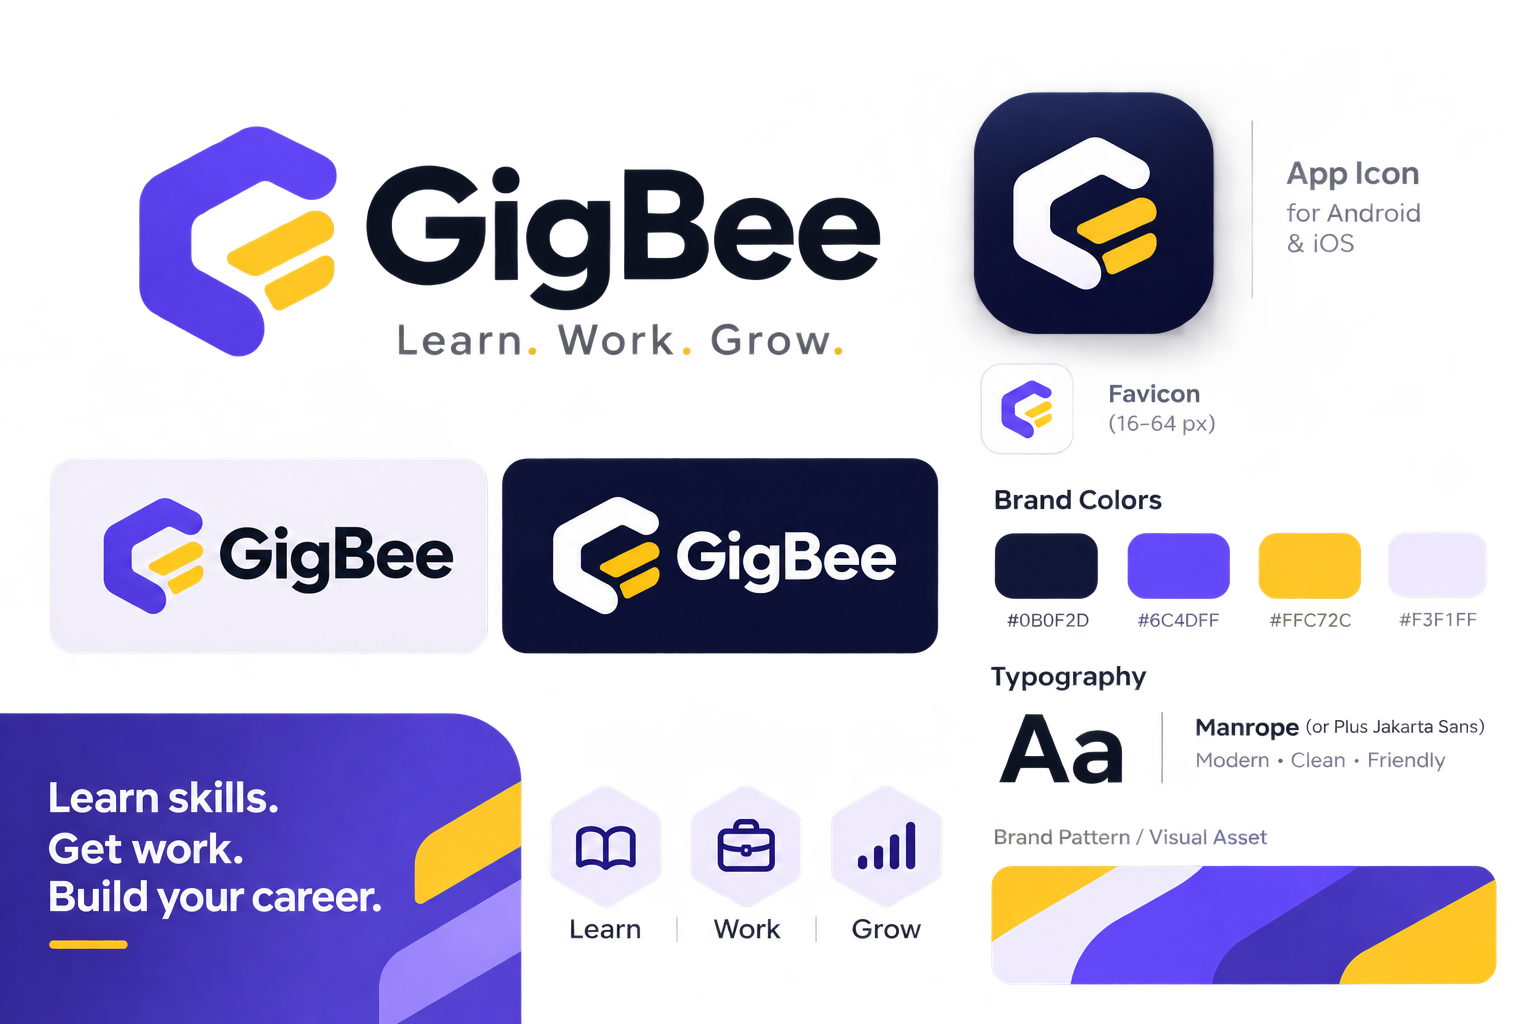 GigBee
Learn. Work. Grow.
App Icon
for Android
& iOS
Favicon
(16-64 px)
GigBee
GigBee
Brand Colors
#0B0F2D
#6C4DFF
#FFC72C
#F3F1FF
Typography
Aa
Manrope (or Plus Jakarta Sans)
Modern • Clean • Friendly
Learn skills.
Get work.
Build your career.
Learn
Work
Grow
Brand Pattern / Visual Asset